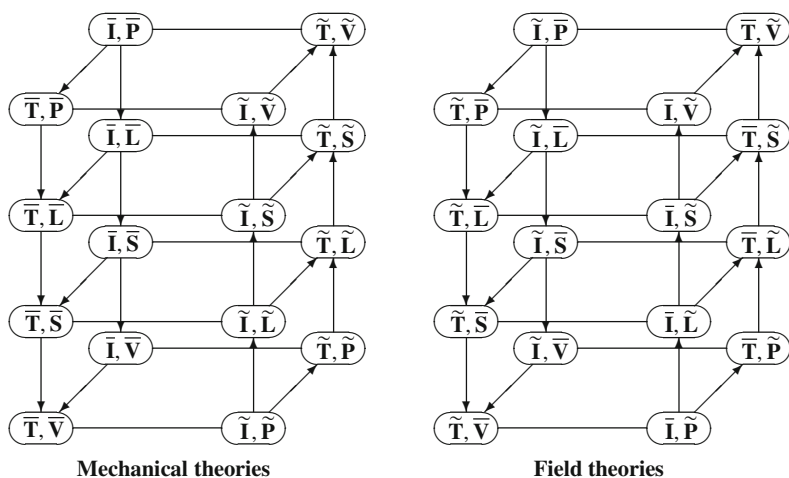 I̅, P̅ T̃, Ṽ Ĩ, P̅ T̅, Ṽ
T̅, P̅ Ĩ, Ṽ T̃, P̅ I̅, Ṽ
I̅, L̅ T̃, S̃ Ĩ, L̅ T̅, S̃
T̅, L̅ Ĩ, S̃ T̃, L̅ I̅, S̃
I̅, S̅ T̃, L̃ Ĩ, S̅ T̅, L̃
T̅, S̅ Ĩ, L̃ T̃, S̅ I̅, L̃
I̅, V̅ T̃, P̃ Ĩ, V̅ T̅, P̃
T̅, V̅ Ĩ, P̃ T̃, V̅ I̅, P̃
Mechanical theories Field theories